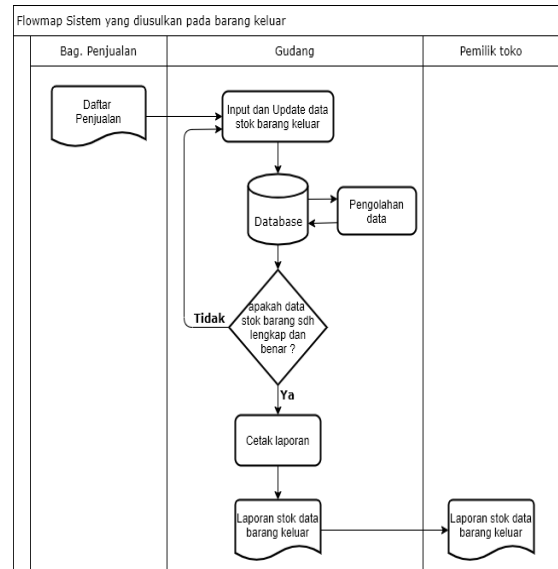 Flowmap Sistem yang diusulkan pada barang keluar
Bag. Penjualan
Gudang
Pemilik toko
Daftar
Penjualan
Input dan Update data
stok barang keluar
Database
Pengolahan
data
apakah data
stok barang sdh
lengkap dan
benar ?
Tidak
Ya
Cetak laporan
Laporan stok data
barang keluar
Laporan stok data
barang keluar